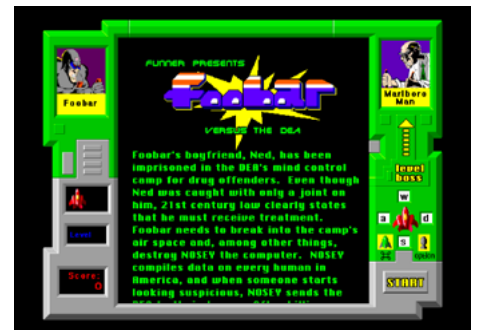 FUNNER PRESENTS
Foobar
VERSUS THE DEA
Foobar
Marlboro
Man
Foobar's boyfriend, Ned, has been
imprisoned in the DEA's mind control
camp for drug offenders. Even though
Ned was caught with only a joint on
him, 21st century law clearly states
that he must receive treatment.
Foobar needs to break into the camp's
air space and, among other things,
destroy NOSEY the computer. NOSEY
compiles data on every human in
America, and when someone starts
looking suspicious, NOSEY sends the
level
boss
w
a
d
s
Level
Score:
0
START